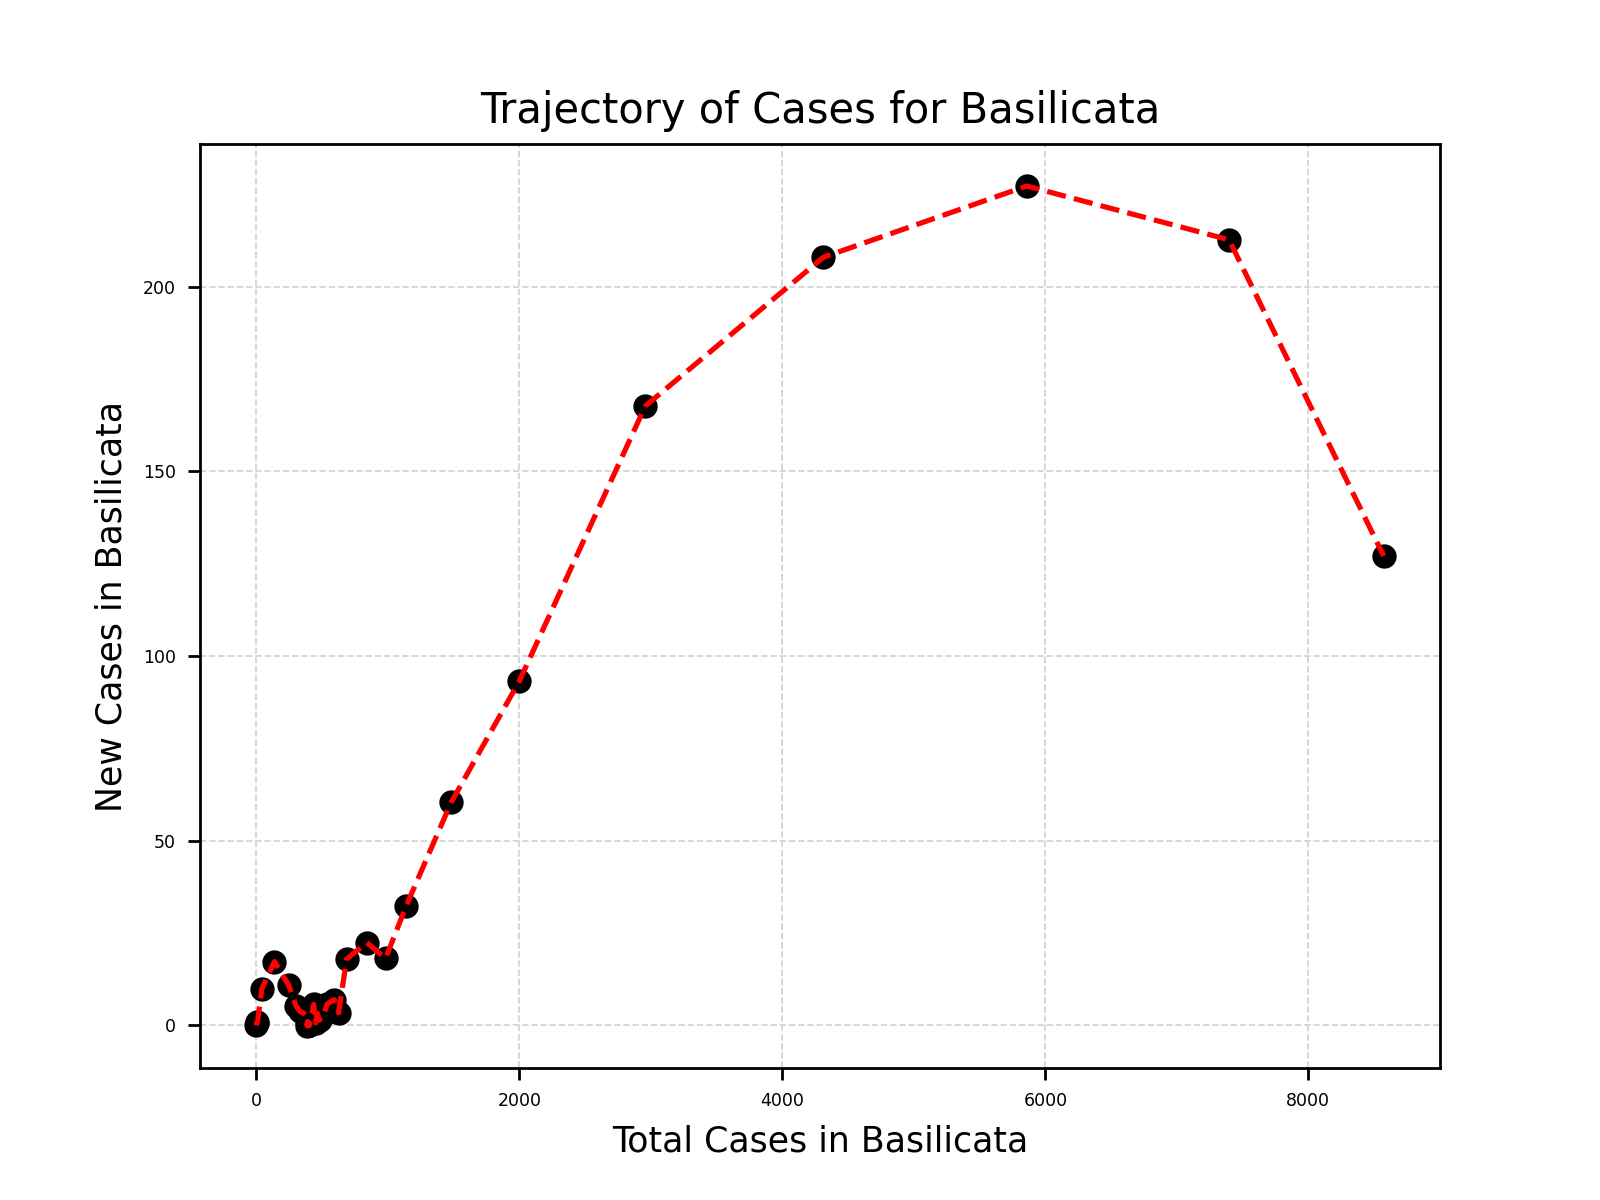 Trajectory of Cases for Basilicata
New Cases in Basilicata
200
150
100
50
0
0 2000 4000 6000 8000
Total Cases in Basilicata